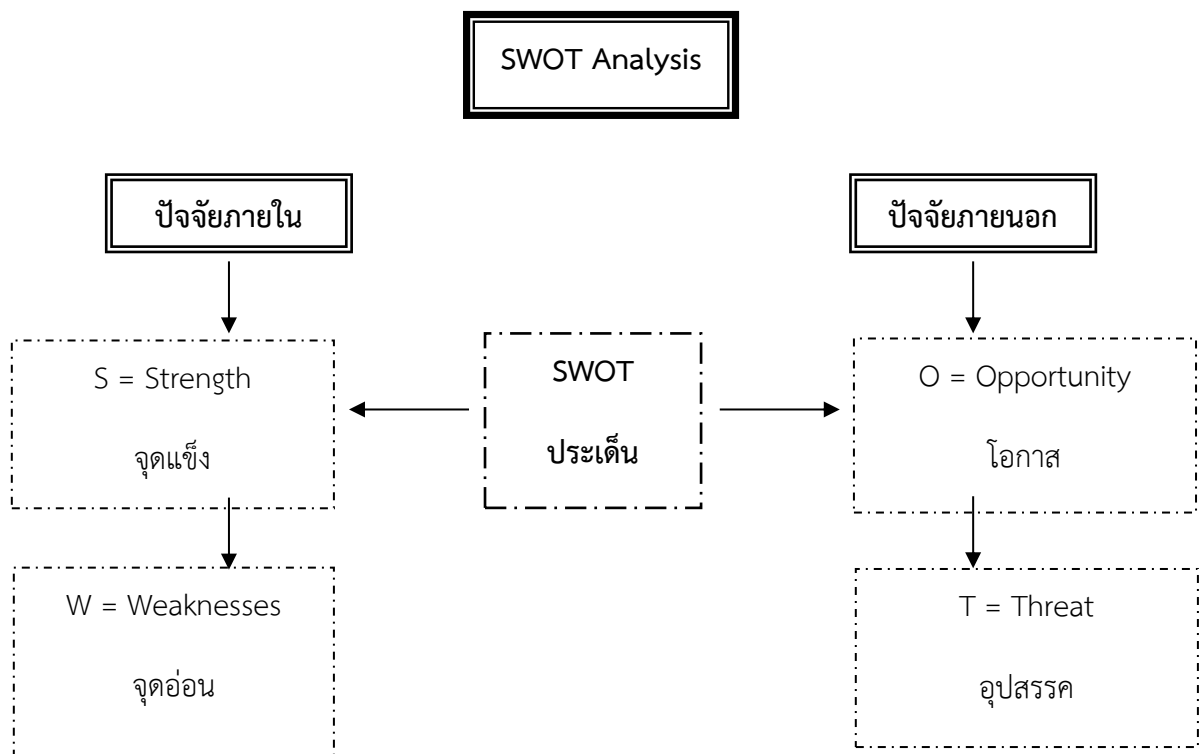 SWOT Analysis
ปัจจัยภายใน
ปัจจัยภายนอก
S = Strength
จุดแข็ง
SWOT
ประเด็น
O = Opportunity
โอกาส
W = Weaknesses
จุดอ่อน
T = Threat
อุปสรรค